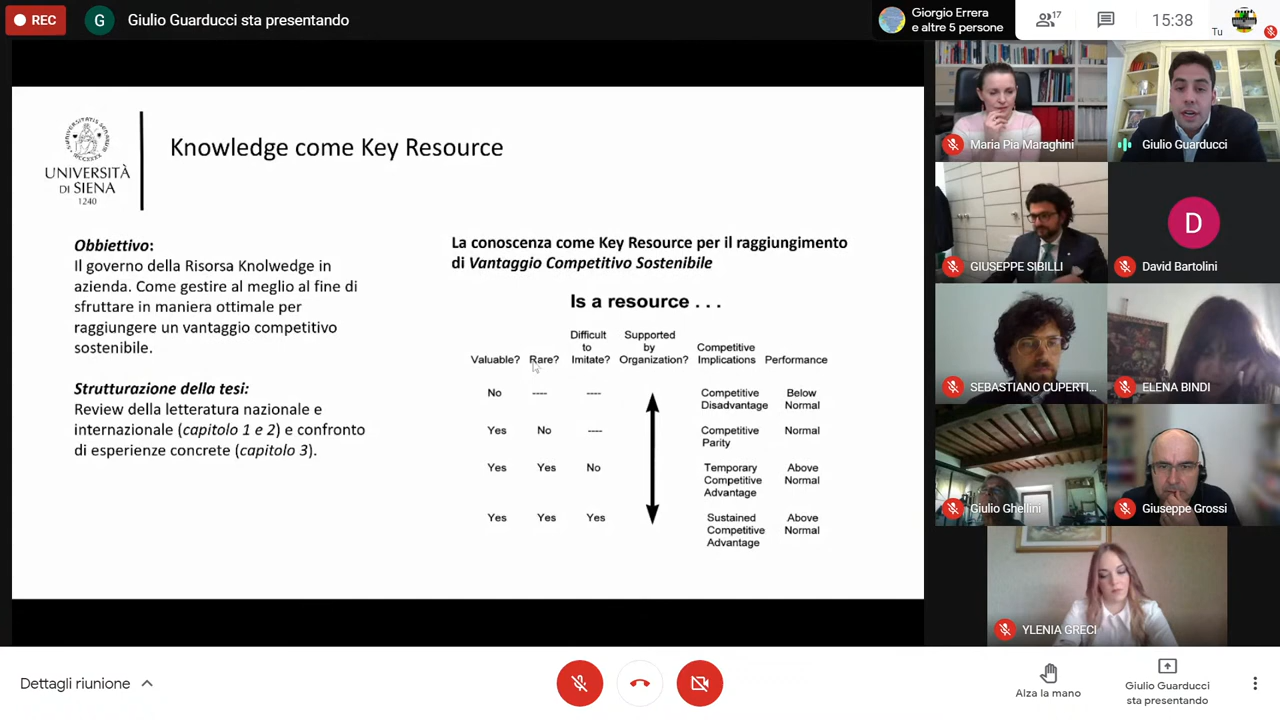 REC
G
Giulio Guarducci sta presentando
Giorgio Errera
e altre 5 persone
17
15:38
Tu
UNIVERSITÀ
DI SIENA
1240
Knowledge come Key Resource
Obbiettivo:
Il governo della Risorsa Knolwedge in
azienda. Come gestire al meglio al fine di
sfruttare in maniera ottimale per
raggiungere un vantaggio competitivo
sostenibile.
Strutturazione della tesi:
Review della letteratura nazionale e
internazionale (capitolo 1 e 2) e confronto
di esperienze concrete (capitolo 3).
La conoscenza come Key Resource per il raggiungimento
di Vantaggio Competitivo Sostenibile
Is a resource . . .
Valuable? Rare? Difficult to Imitate? Supported by Organization? Competitive Implications Performance
No ---- ---- Competitive Disadvantage Below Normal
Yes No ---- Competitive Parity Normal
Yes Yes No Temporary Competitive Advantage Above Normal
Yes Yes Yes Sustained Competitive Advantage Above Normal
Maria Pia Maraghini
Giulio Guarducci
GIUSEPPE SIBILLI
D
David Bartolini
SEBASTIANO CUPERTI...
ELENA BINDI
Giulio Ghellini
Giuseppe Grossi
YLENIA GRECI
Dettagli riunione
Alza la mano
Giulio Guarducci
sta presentando